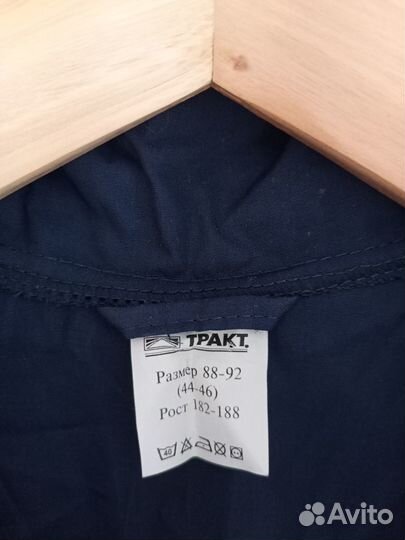 ТРАКТ.
Размер 88-92
(44-46)
Рост 182-188
40
Avito